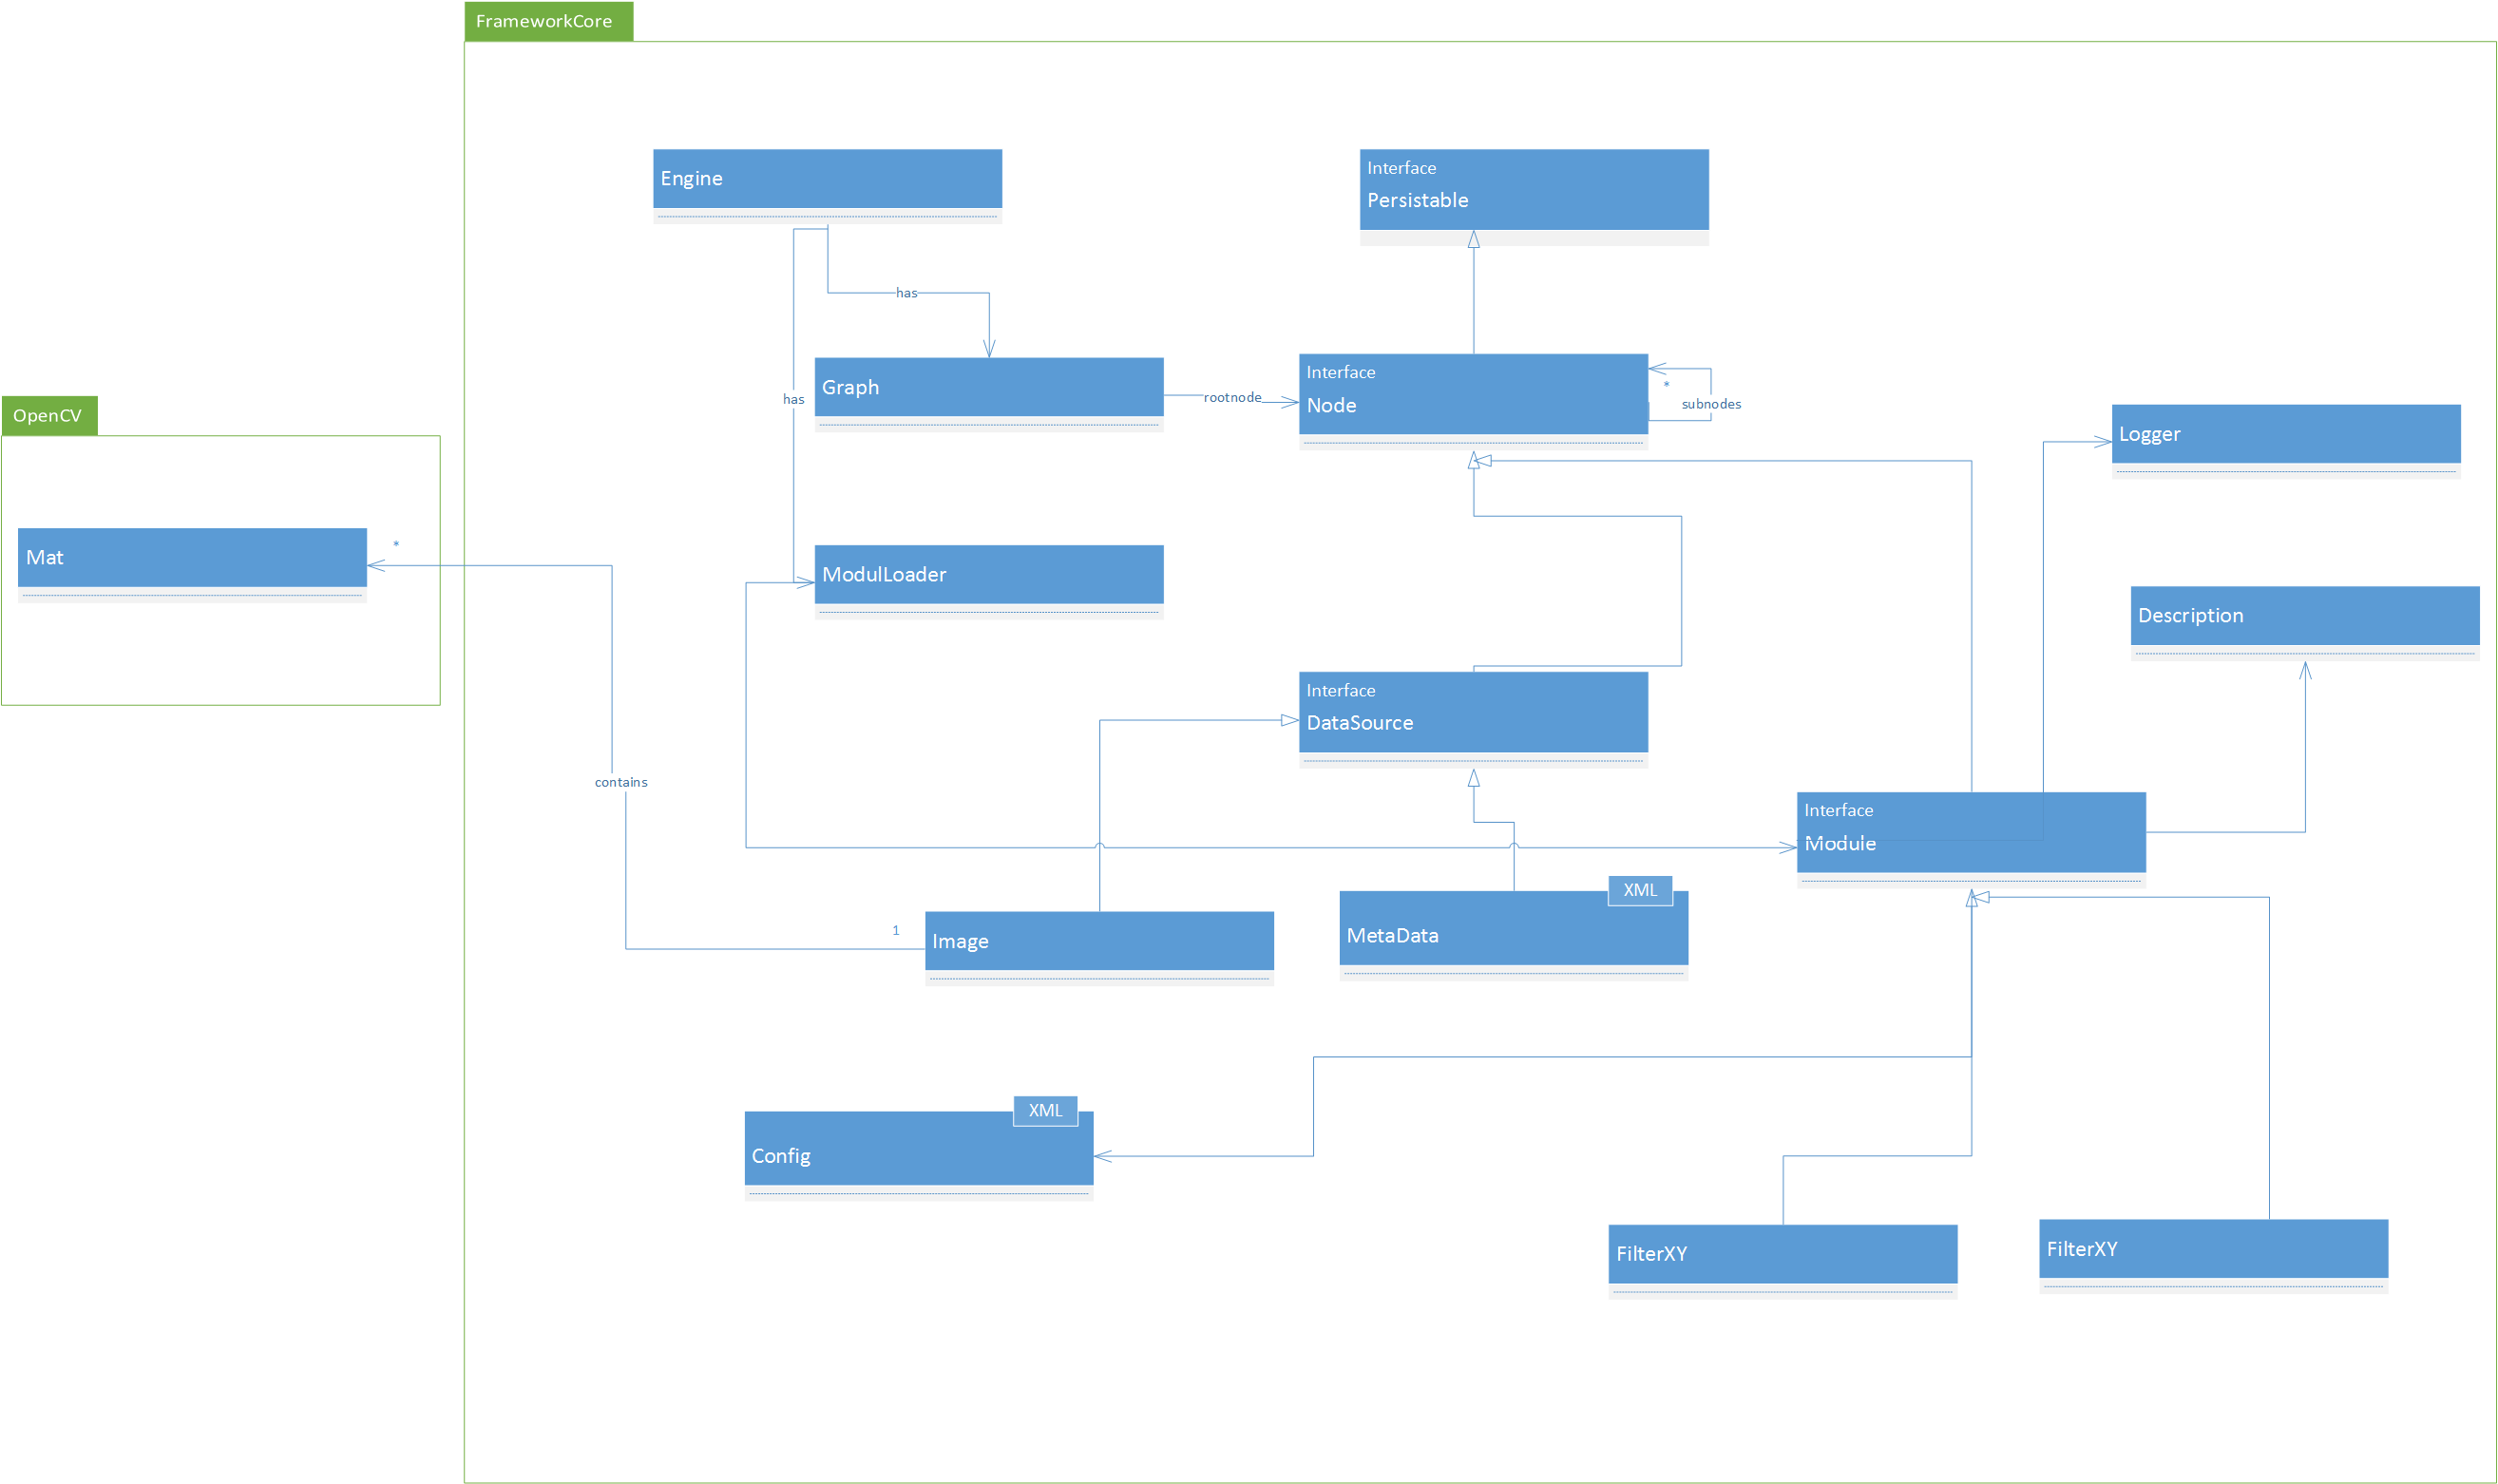 FrameworkCore
Engine
Interface
Persistable
has
Graph
has
rootnode
Interface
Node
*
subnodes
OpenCV
Logger
Mat
*
ModulLoader
Description
Interface
DataSource
contains
Interface
Module
XML
MetaData
1
Image
XML
Config
FilterXY
FilterXY